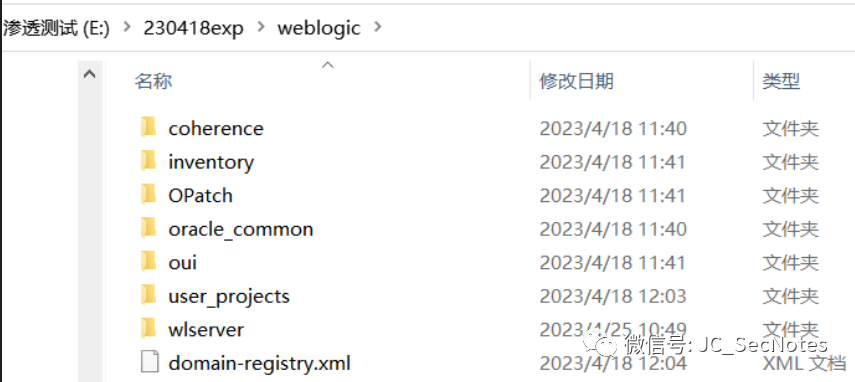 渗透测试 (E:) > 230418exp > weblogic >
名称 修改日期 类型
coherence 2023/4/18 11:40 文件夹
inventory 2023/4/18 11:41 文件夹
OPatch 2023/4/18 11:41 文件夹
oracle_common 2023/4/18 11:40 文件夹
oui 2023/4/18 11:41 文件夹
user_projects 2023/4/18 12:03 文件夹
wlserver 2023/4/25 10:49 文件夹
微信号: JC_SecNotes
domain-registry.xml 2023/4/18 12:04 XML 文档